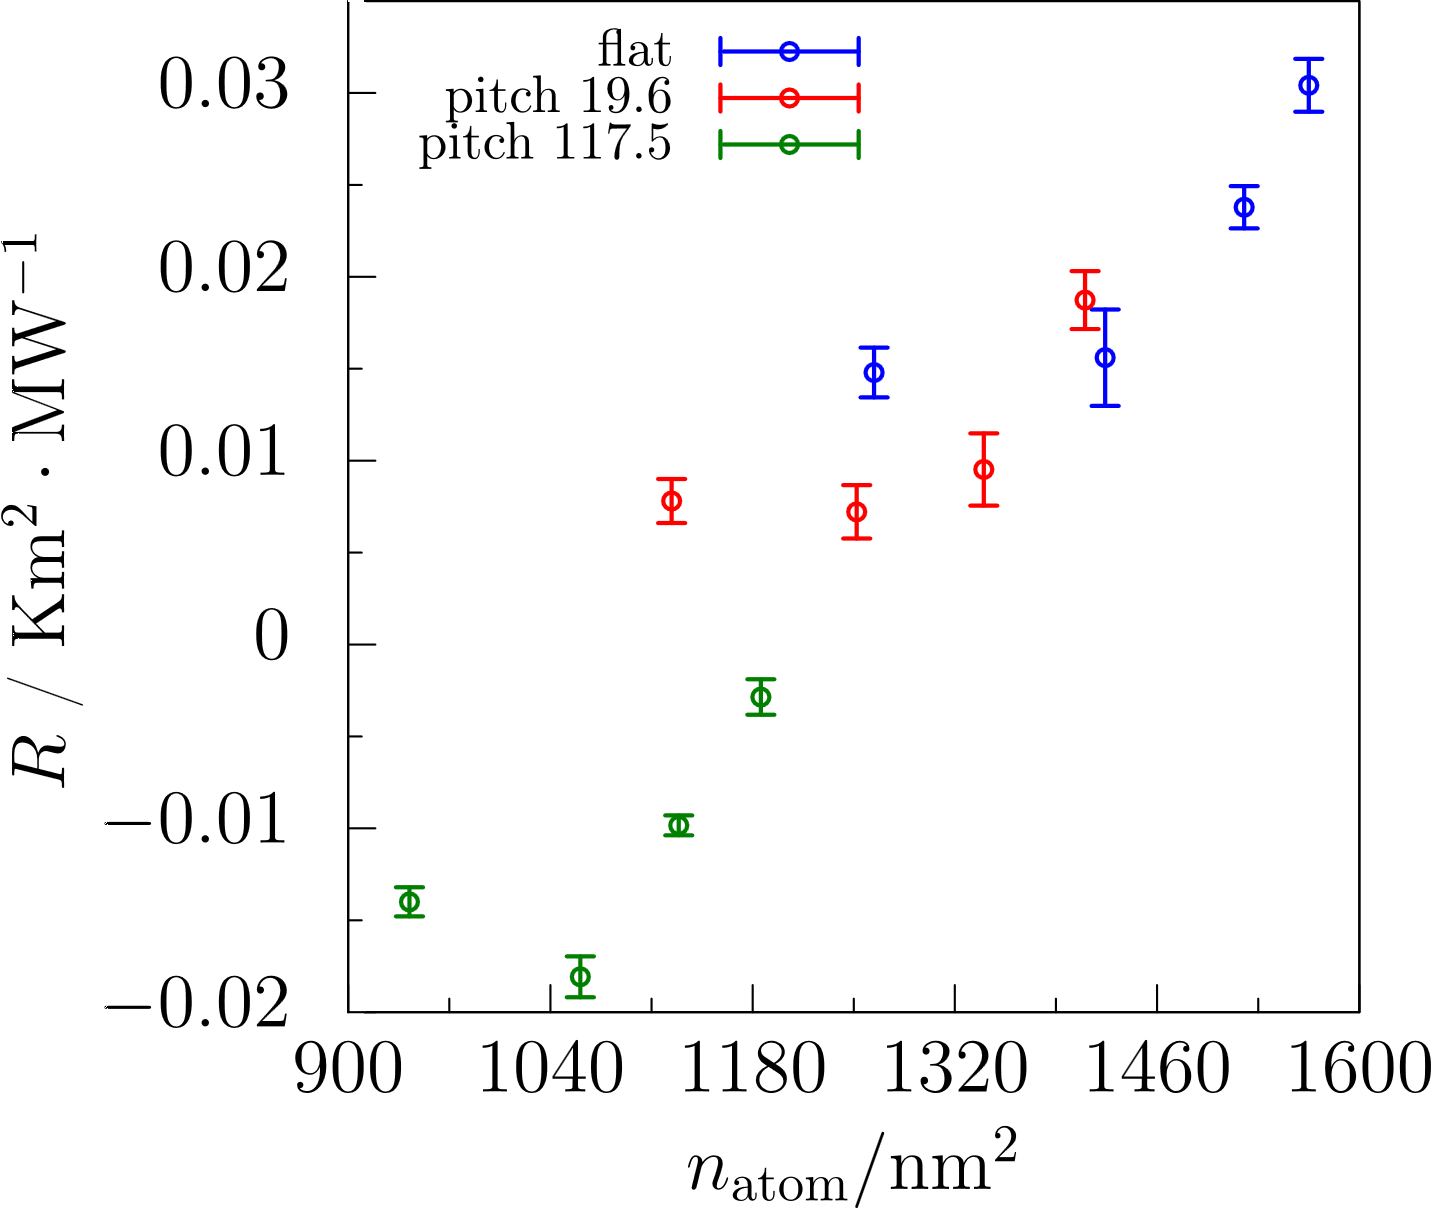 flat
pitch 19.6
pitch 117.5
0.03
0.02
0.01
0
−0.01
−0.02
R / Km² · MW⁻¹
900 1040 1180 1320 1460 1600
n_atom/nm²